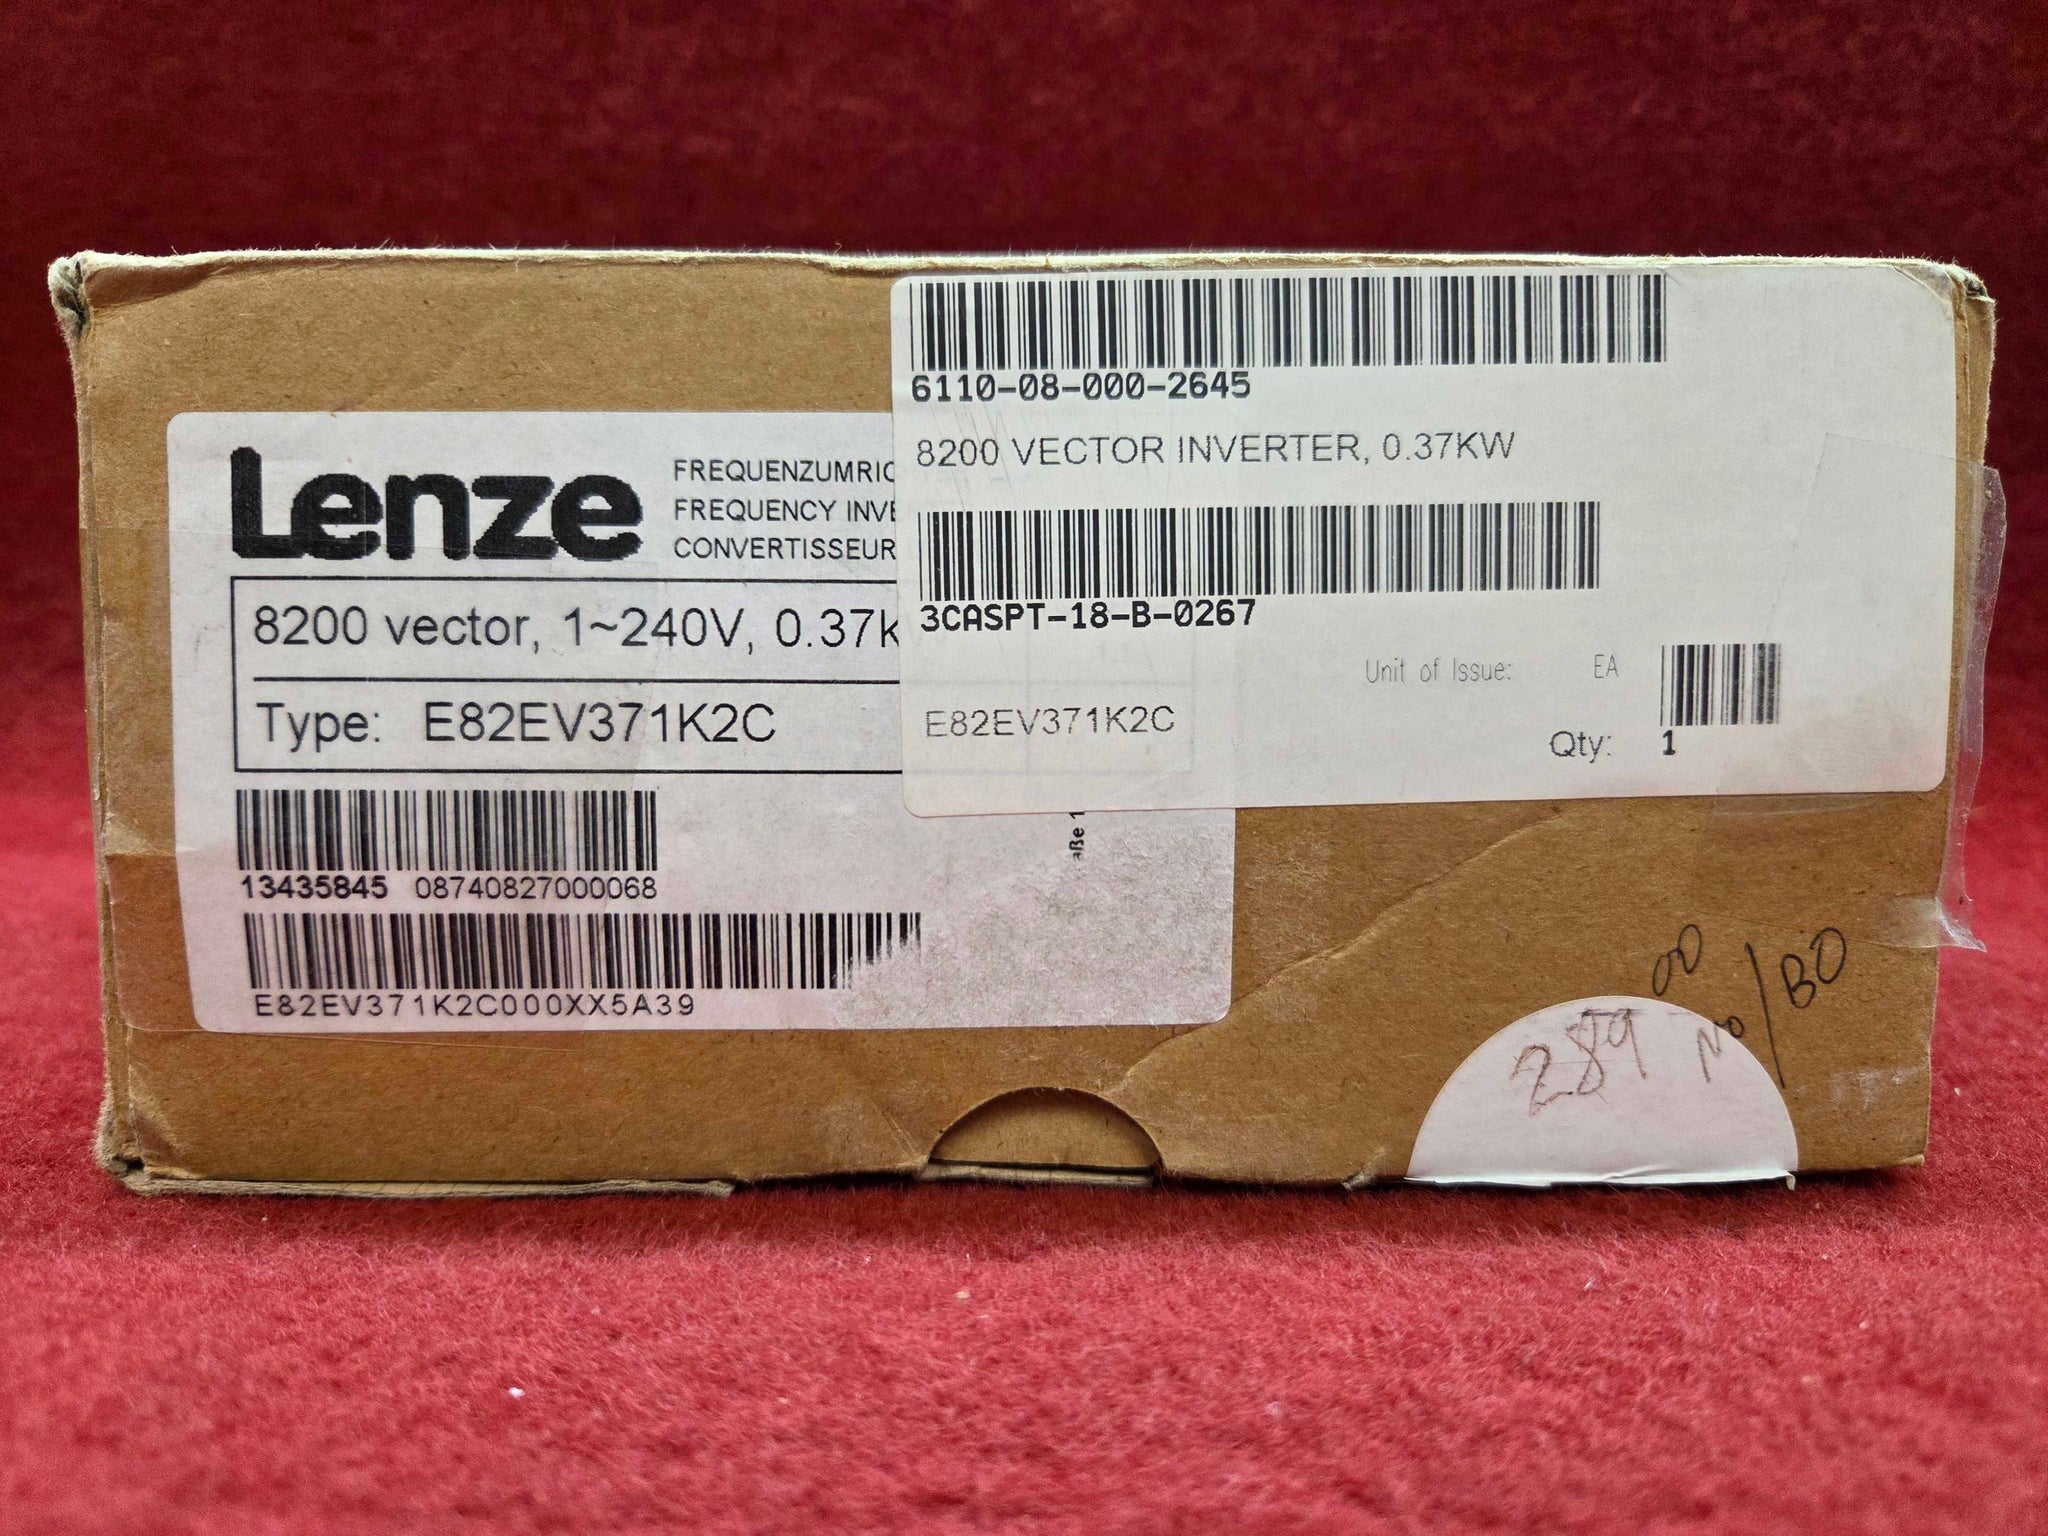 Lenze
FREQUENZUMRIC
FREQUENCY INVE
CONVERTISSEUR
8200 vector, 1~240V, 0.37k
Type: E82EV371K2C
13435845 08740827000068
E82EV371K2C000XX5A39
aße 1
6110-08-000-2645
8200 VECTOR INVERTER, 0.37KW
3CASPT-18-B-0267
Unit of Issue: EA
E82EV371K2C
Qty: 1
289 00
No/BO